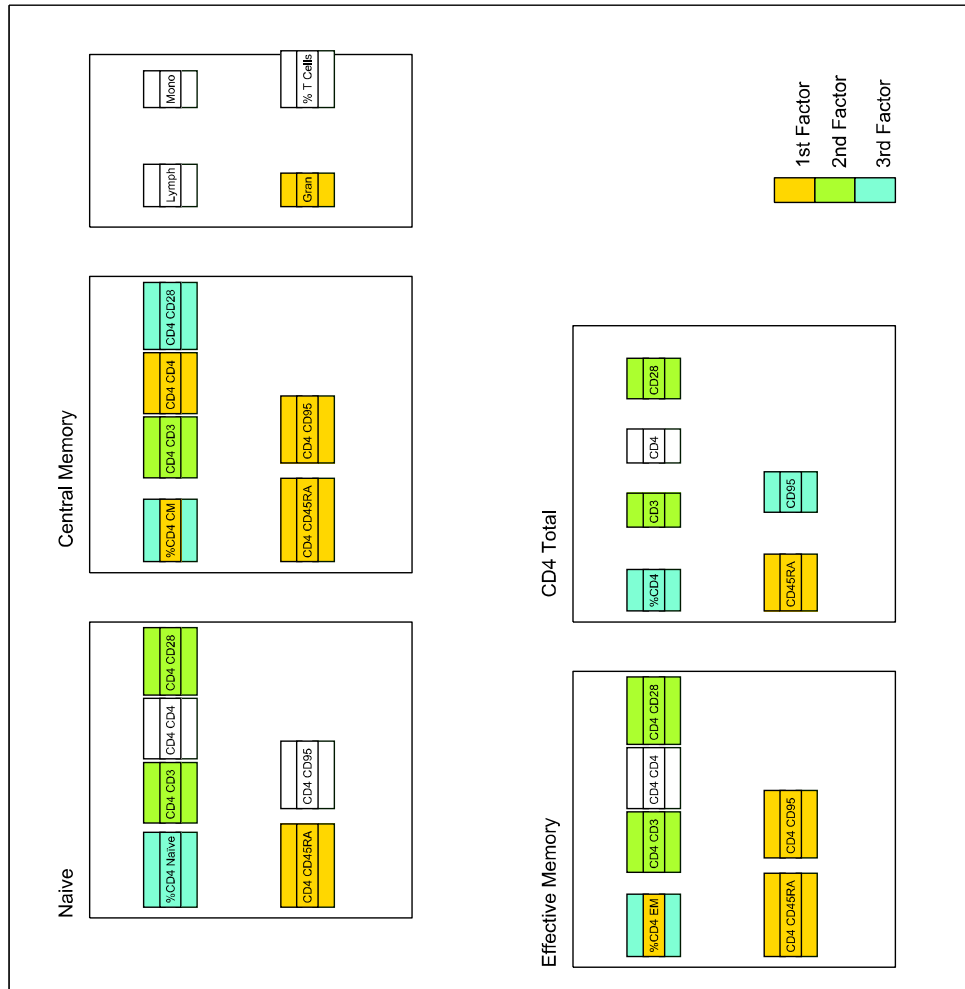 Naive
%CD4 Naïve
CD4 CD3
CD4 CD4
CD4 CD28
CD4 CD45RA
CD4 CD95
Central Memory
%CD4 CM
CD4 CD3
CD4 CD4
CD4 CD28
CD4 CD45RA
CD4 CD95
Lymph
Mono
Gran
% T Cells
Effective Memory
%CD4 EM
CD4 CD3
CD4 CD4
CD4 CD28
CD4 CD45RA
CD4 CD95
CD4 Total
%CD4
CD3
CD4
CD28
CD45RA
CD95
1st Factor
2nd Factor
3rd Factor